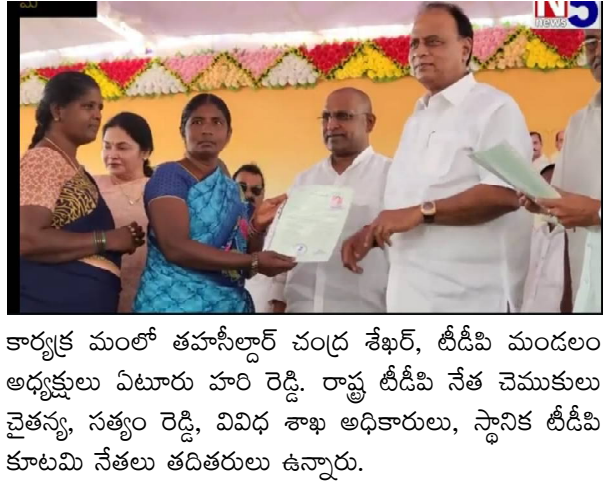 మ
N5
news
కార్యక్ర మంలో తహసీల్దార్ చంద్ర శేఖర్, టీడీపి మండలం
అధ్యక్షులు ఏటూరు హరి రెడ్డి. రాష్ట్ర టీడీపి నేత చెముకులు
చైతన్య, సత్యం రెడ్డి, వివిధ శాఖ అధికారులు, స్థానిక టీడీపి
కూటమి నేతలు తదితరులు ఉన్నారు.